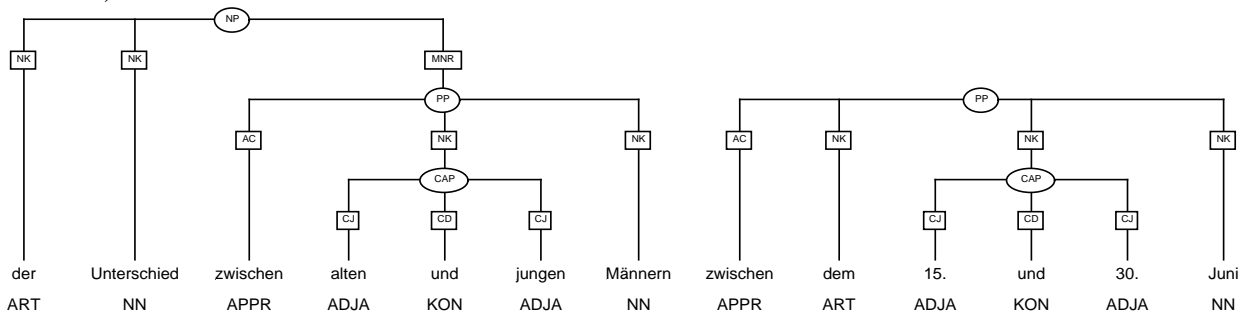 NP
NK NK MNR
PP PP
AC NK NK AC NK NK NK
CAP CAP
CJ CD CJ CJ CD CJ
der Unterschied zwischen alten und jungen Männern zwischen dem 15. und 30. Juni
ART NN APPR ADJA KON ADJA NN APPR ART ADJA KON ADJA NN